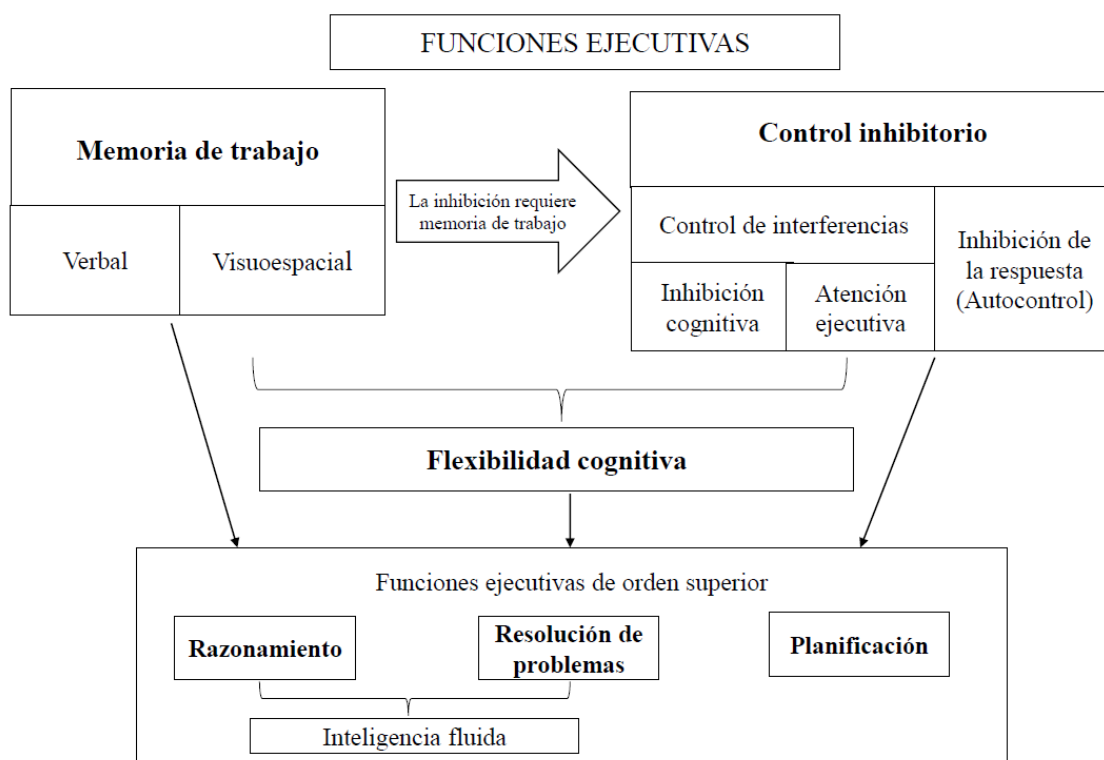 FUNCIONES EJECUTIVAS
Memoria de trabajo
Verbal
Visuoespacial
La inhibición requiere
memoria de trabajo
Control inhibitorio
Control de interferencias
Inhibición
cognitiva
Atención
ejecutiva
Inhibición de
la respuesta
(Autocontrol)
Flexibilidad cognitiva
Funciones ejecutivas de orden superior
Razonamiento
Resolución de
problemas
Planificación
Inteligencia fluida